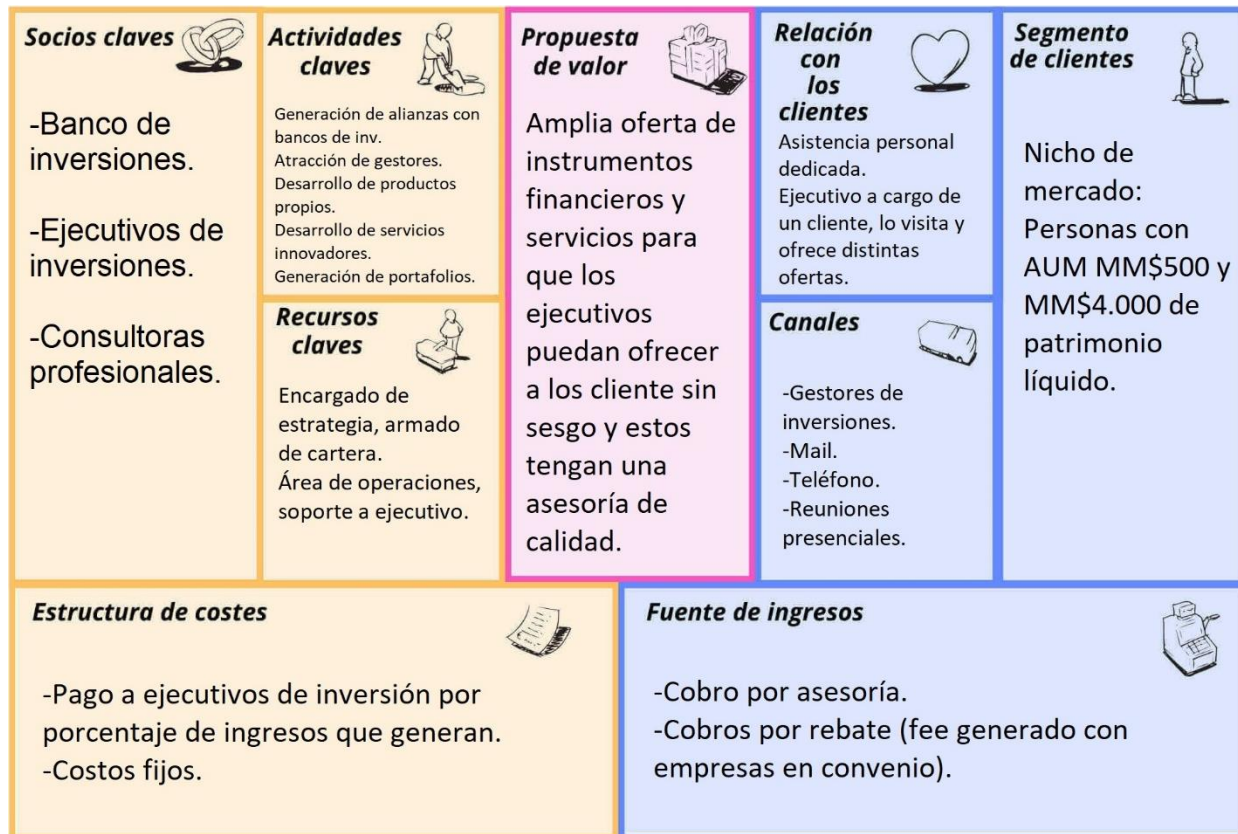 Socios claves
-Banco de
inversiones.
-Ejecutivos de
inversiones.
-Consultoras
profesionales.
Actividades
claves
Generación de alianzas con
bancos de inv.
Atracción de gestores.
Desarrollo de productos
propios.
Desarrollo de servicios
innovadores.
Generación de portafolios.
Recursos
claves
Encargado de
estrategia, armado
de cartera.
Área de operaciones,
soporte a ejecutivo.
Propuesta
de valor
Amplia oferta de
instrumentos
financieros y
servicios para
que los
ejecutivos
puedan ofrecer
a los cliente sin
sesgo y estos
tengan una
asesoría de
calidad.
Relación
con
los
clientes
Asistencia personal
dedicada.
Ejecutivo a cargo de
un cliente, lo visita y
ofrece distintas
ofertas.
Canales
-Gestores de
inversiones.
-Mail.
-Teléfono.
-Reuniones
presenciales.
Segmento
de clientes
Nicho de
mercado:
Personas con
AUM MM$500 y
MM$4.000 de
patrimonio
líquido.
Estructura de costes
-Pago a ejecutivos de inversión por
porcentaje de ingresos que generan.
-Costos fijos.
Fuente de ingresos
-Cobro por asesoría.
-Cobros por rebate (fee generado con
empresas en convenio).